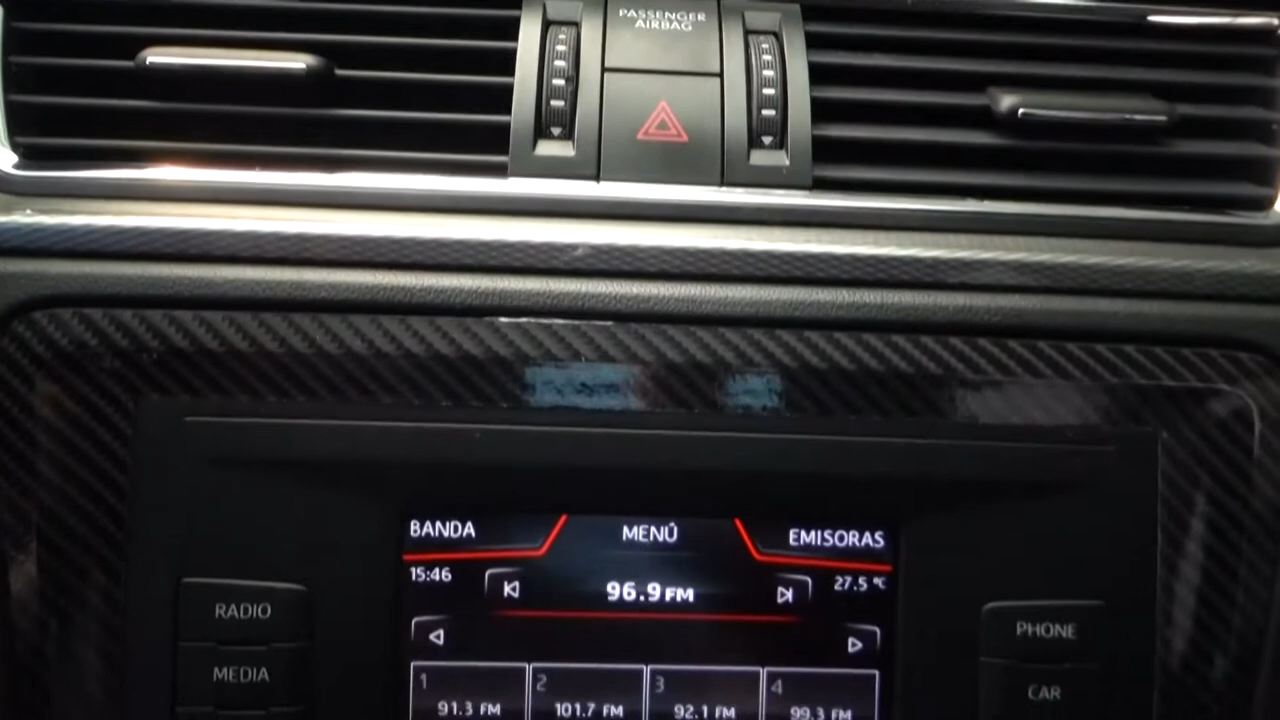 PASSENGER
AIRBAG
BANDA MENÚ EMISORAS
15:46 96.9 FM 27.5 °C
RADIO
PHONE
MEDIA
CAR
1 2 3 4
91.3 FM 101.7 FM 92.1 FM 99.3 FM